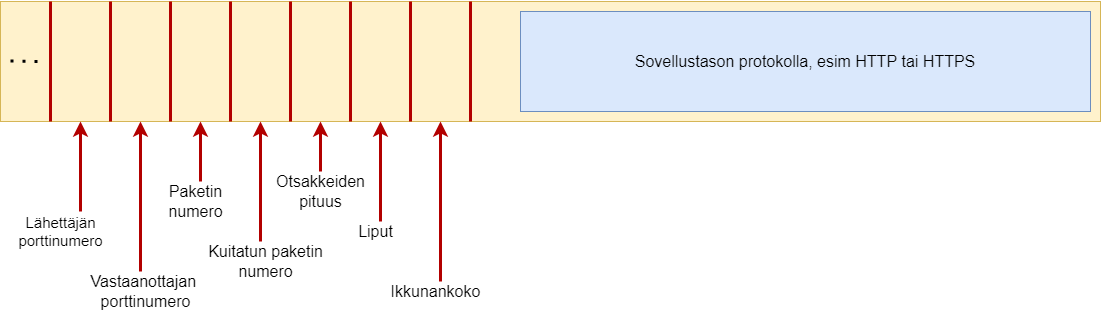 ...
Sovellustason protokolla, esim HTTP tai HTTPS
Lähettäjän
porttinumero
Vastaanottajan
porttinumero
Paketin
numero
Kuitatun paketin
numero
Otsakkeiden
pituus
Liput
Ikkunankoko